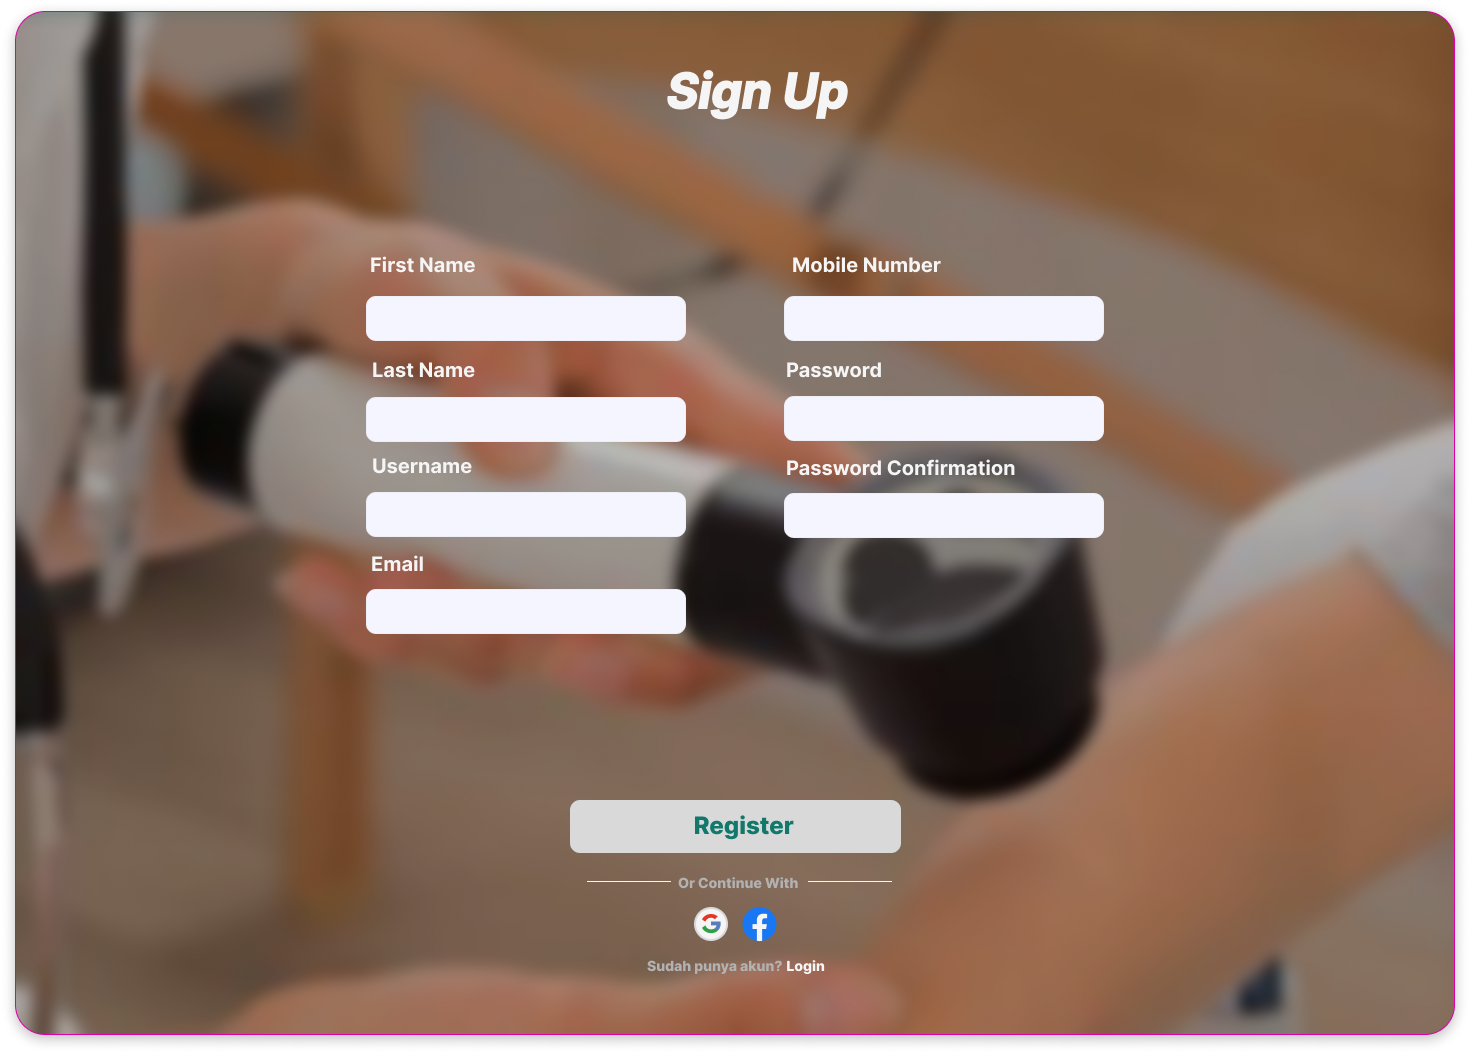 Sign Up
First Name
Mobile Number
Last Name
Password
Username
Password Confirmation
Email
Register
Or Continue With
Sudah punya akun? Login